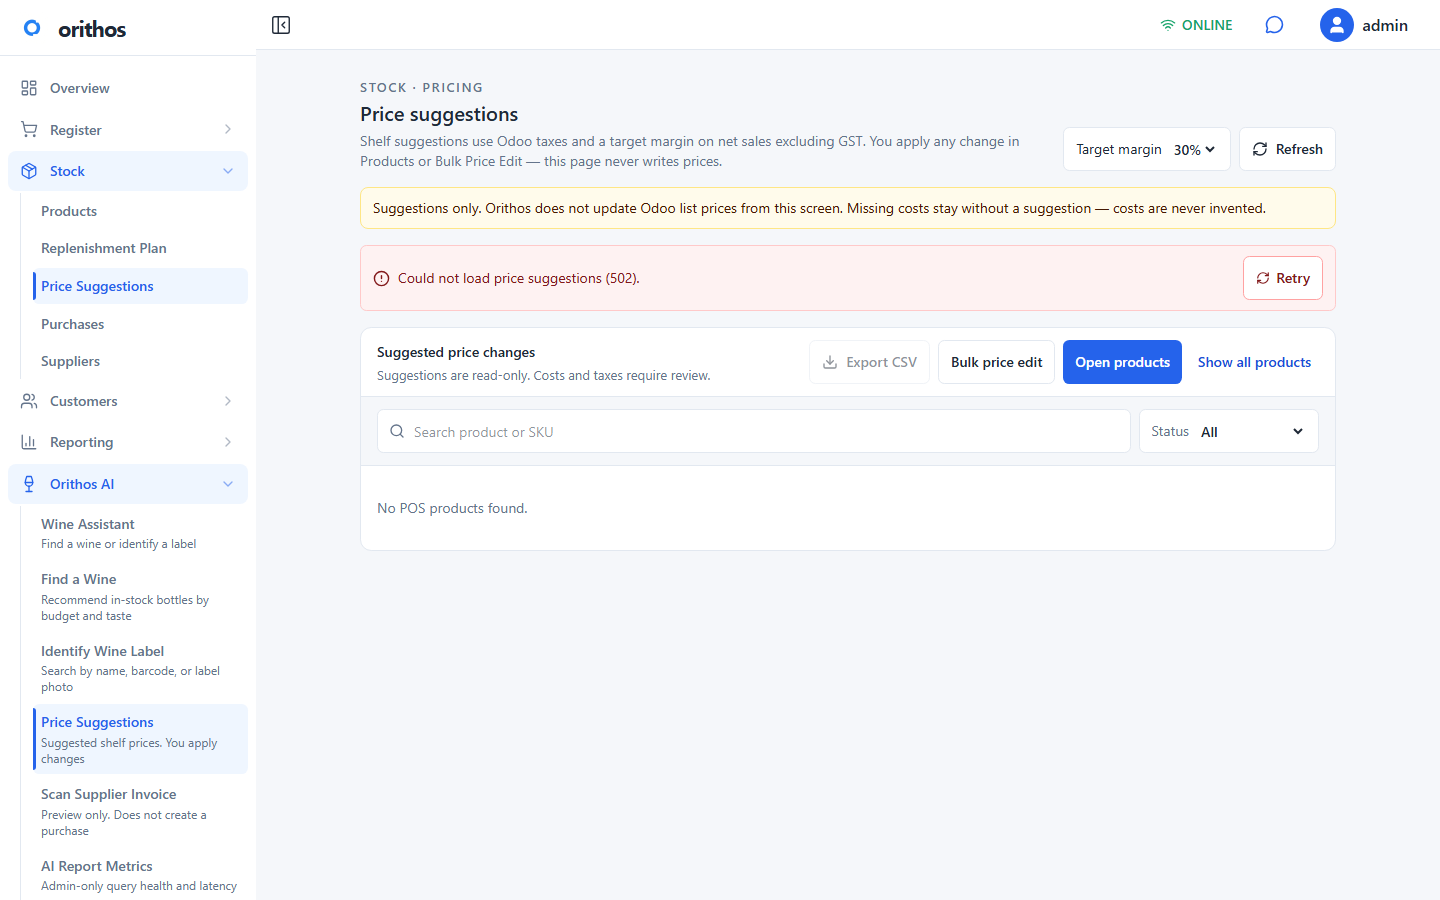 orithos
ONLINE
admin
Overview
Register
Stock
Products
Replenishment Plan
Price Suggestions
Purchases
Suppliers
Customers
Reporting
Orithos AI
Wine Assistant
Find a wine or identify a label
Find a Wine
Recommend in-stock bottles by
budget and taste
Identify Wine Label
Search by name, barcode, or label
photo
Price Suggestions
Suggested shelf prices. You apply
changes
Scan Supplier Invoice
Preview only. Does not create a
purchase
AI Report Metrics
Admin-only query health and latency
STOCK · PRICING
Price suggestions
Shelf suggestions use Odoo taxes and a target margin on net sales excluding GST. You apply any change in
Products or Bulk Price Edit — this page never writes prices.
Target margin 30%
Refresh
Suggestions only. Orithos does not update Odoo list prices from this screen. Missing costs stay without a suggestion — costs are never invented.
Could not load price suggestions (502).
Retry
Suggested price changes
Suggestions are read-only. Costs and taxes require review.
Export CSV
Bulk price edit
Open products
Show all products
Search product or SKU
Status All
No POS products found.